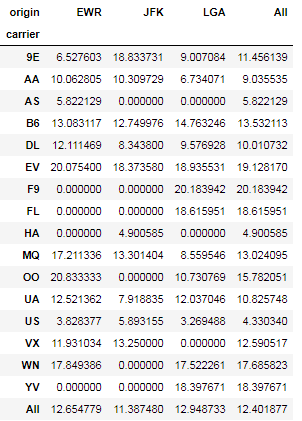 origin EWR JFK LGA All
carrier
9E 6.527603 18.833731 9.007084 11.456139
AA 10.062805 10.309729 6.734071 9.035535
AS 5.822129 0.000000 0.000000 5.822129
B6 13.083117 12.749976 14.763246 13.532113
DL 12.111469 8.343800 9.576928 10.010732
EV 20.075400 18.373580 18.935531 19.128170
F9 0.000000 0.000000 20.183942 20.183942
FL 0.000000 0.000000 18.615951 18.615951
HA 0.000000 4.900585 0.000000 4.900585
MQ 17.211336 13.301404 8.559546 13.024095
OO 20.833333 0.000000 10.730769 15.782051
UA 12.521362 7.918835 12.037046 10.825748
US 3.828377 5.893155 3.269488 4.330340
VX 11.931034 13.250000 0.000000 12.590517
WN 17.849386 0.000000 17.522261 17.685823
YV 0.000000 0.000000 18.397671 18.397671
All 12.654779 11.387480 12.948733 12.401877